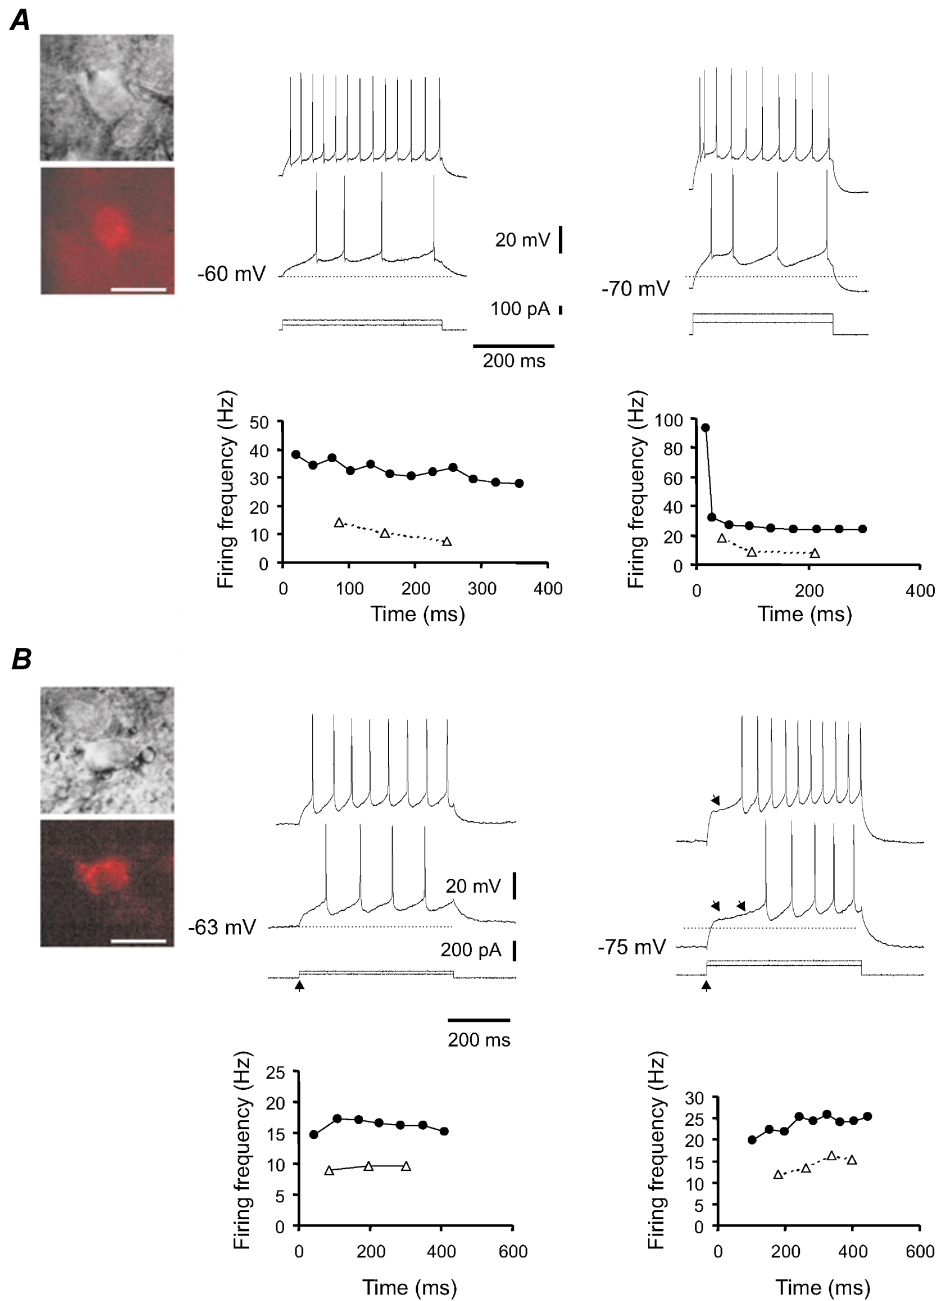 A
20 mV
-60 mV
-70 mV
100 pA
200 ms
Firing frequency (Hz)
50
40
30
20
10
0
0 100 200 300 400
Time (ms)
Firing frequency (Hz)
100
80
60
40
20
0
0 200 400
Time (ms)
B
20 mV
-63 mV
200 pA
-75 mV
200 ms
Firing frequency (Hz)
25
20
15
10
5
0
0 200 400 600
Time (ms)
Firing frequency (Hz)
30
25
20
15
10
5
0
0 200 400 600
Time (ms)